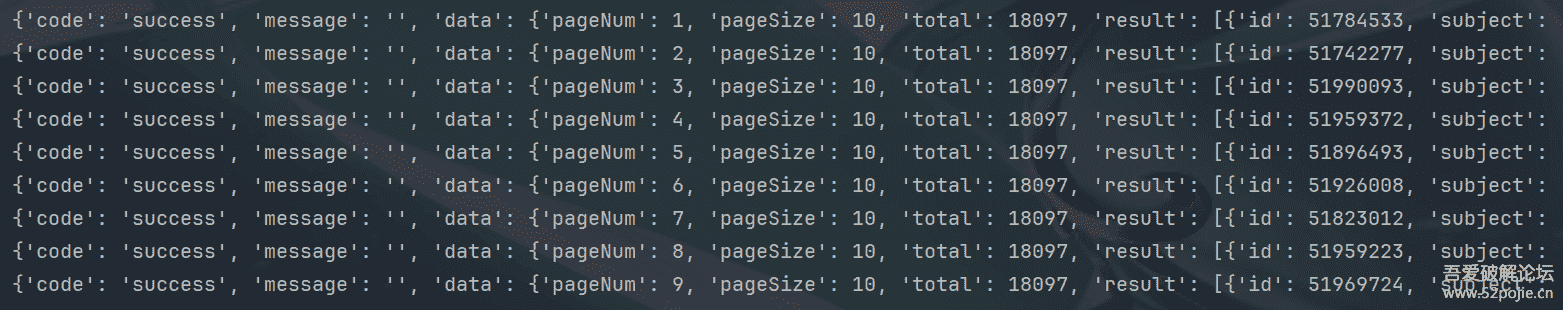 {'code': 'success', 'message': '', 'data': {'pageNum': 1, 'pageSize': 10, 'total': 18097, 'result': [{'id': 51784533, 'subject':
{'code': 'success', 'message': '', 'data': {'pageNum': 2, 'pageSize': 10, 'total': 18097, 'result': [{'id': 51742277, 'subject':
{'code': 'success', 'message': '', 'data': {'pageNum': 3, 'pageSize': 10, 'total': 18097, 'result': [{'id': 51990093, 'subject':
{'code': 'success', 'message': '', 'data': {'pageNum': 4, 'pageSize': 10, 'total': 18097, 'result': [{'id': 51959372, 'subject':
{'code': 'success', 'message': '', 'data': {'pageNum': 5, 'pageSize': 10, 'total': 18097, 'result': [{'id': 51896493, 'subject':
{'code': 'success', 'message': '', 'data': {'pageNum': 6, 'pageSize': 10, 'total': 18097, 'result': [{'id': 51926008, 'subject':
{'code': 'success', 'message': '', 'data': {'pageNum': 7, 'pageSize': 10, 'total': 18097, 'result': [{'id': 51823012, 'subject':
{'code': 'success', 'message': '', 'data': {'pageNum': 8, 'pageSize': 10, 'total': 18097, 'result': [{'id': 51959223, 'subject':
{'code': 'success', 'message': '', 'data': {'pageNum': 9, 'pageSize': 10, 'total': 18097, 'result': [{'id': 51969724, 'subject':
吾爱破解论坛
www.52pojie.cn